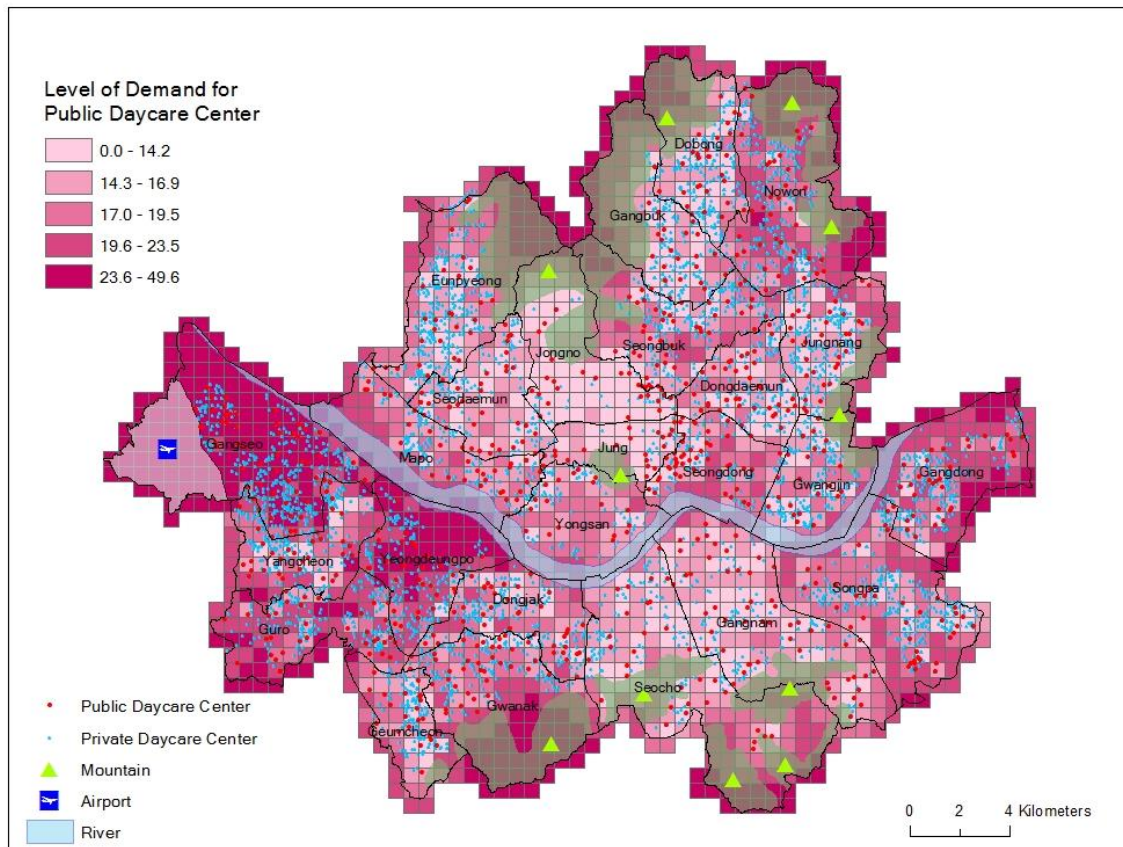 Level of Demand for
Public Daycare Center
0.0 - 14.2
14.3 - 16.9
17.0 - 19.5
19.6 - 23.5
23.6 - 49.6
Dobong
Nowon
Gangbuk
Eunpyeong
Jungnang
Seongbuk
Jongno
Dongdaemun
Seodaemun
Gangseo
Jung
Mapo
Seongdong
Gangdong
Gwangjin
Yongsan
Yangcheon
Yeongdeungpo
Songpa
Dongjak
Gangnam
Guro
Seocho
Gwanak
Geumcheon
Public Daycare Center
Private Daycare Center
Mountain
Airport
River
0 2 4 Kilometers